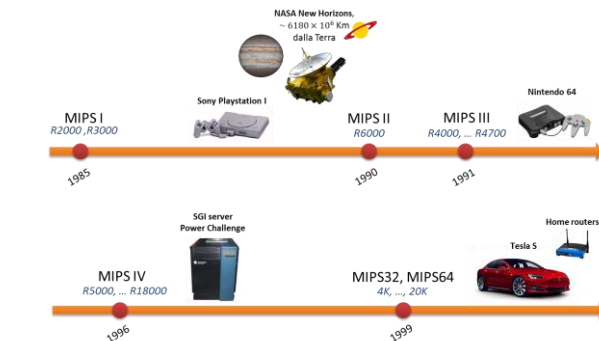 NASA New Horizons,
~ 6180 × 10⁶ Km
dalla Terra
Sony Playstation I
Nintendo 64
MIPS I
R2000 ,R3000
MIPS II
R6000
MIPS III
R4000, ... R4700
1985
1990
1991
SGI server
Power Challenge
Home routers
Tesla S
MIPS IV
R5000, ... R18000
MIPS32, MIPS64
4K, ..., 20K
1996
1999